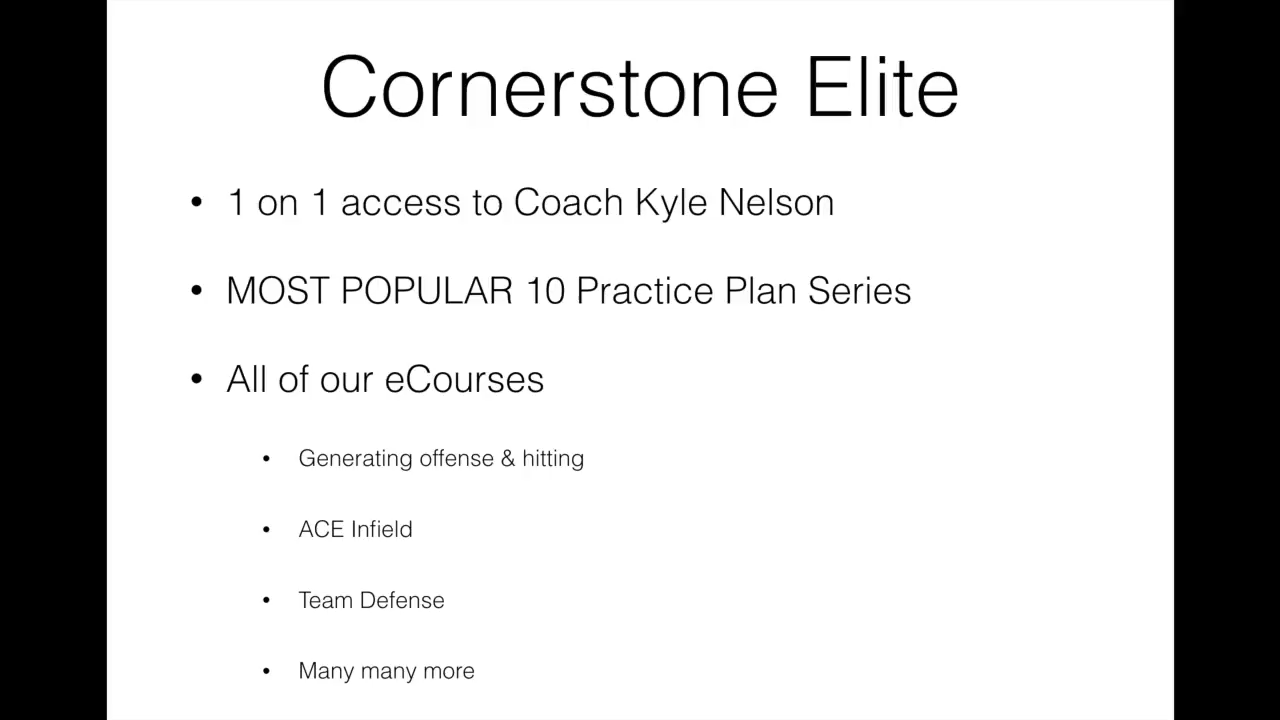 Cornerstone Elite
• 1 on 1 access to Coach Kyle Nelson
• MOST POPULAR 10 Practice Plan Series
• All of our eCourses
• Generating offense & hitting
• ACE Infield
• Team Defense
• Many many more